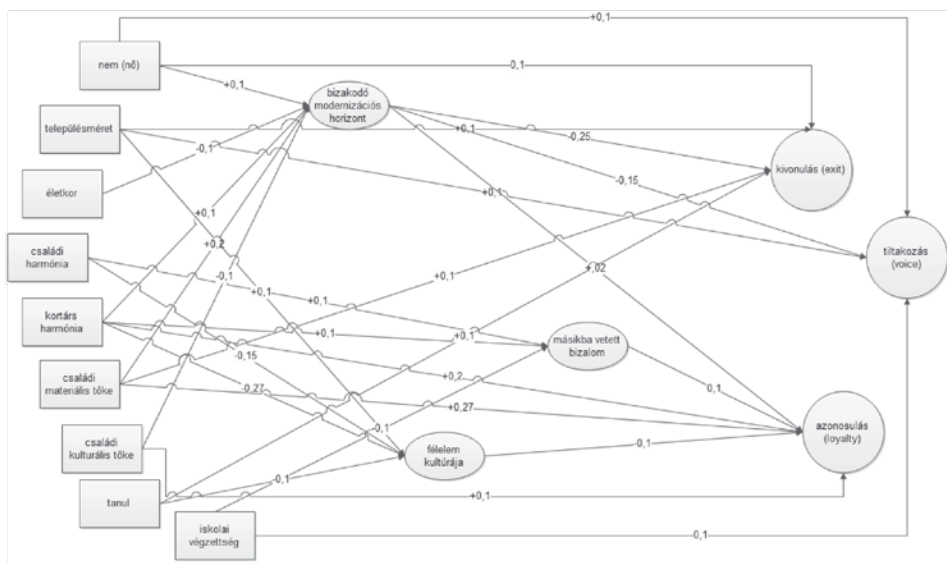 +0,1
nem (nő)
-0,1
+0,1
bizakodó
modernizációs
horizont
településméret
+0,1
-0,25
-0,1
kivonulás (exit)
-0,15
életkor
+0,1
+0,1
tiltakozás
(voice)
családi
harmónia
+0,2
-0,1
+0,1
+,02
+0,1
+0,1
kortárs
harmónia
+0,1
+0,1
másikba vetett
bizalom
-0,15
családi
materiális tőke
+0,2
-0,27
+0,27
0,1
azonosulás
(loyalty)
-0,1
családi
kulturális tőke
félelem
kultúrája
-0,1
-0,1
tanul
+0,1
iskolai
végzettség
-0,1